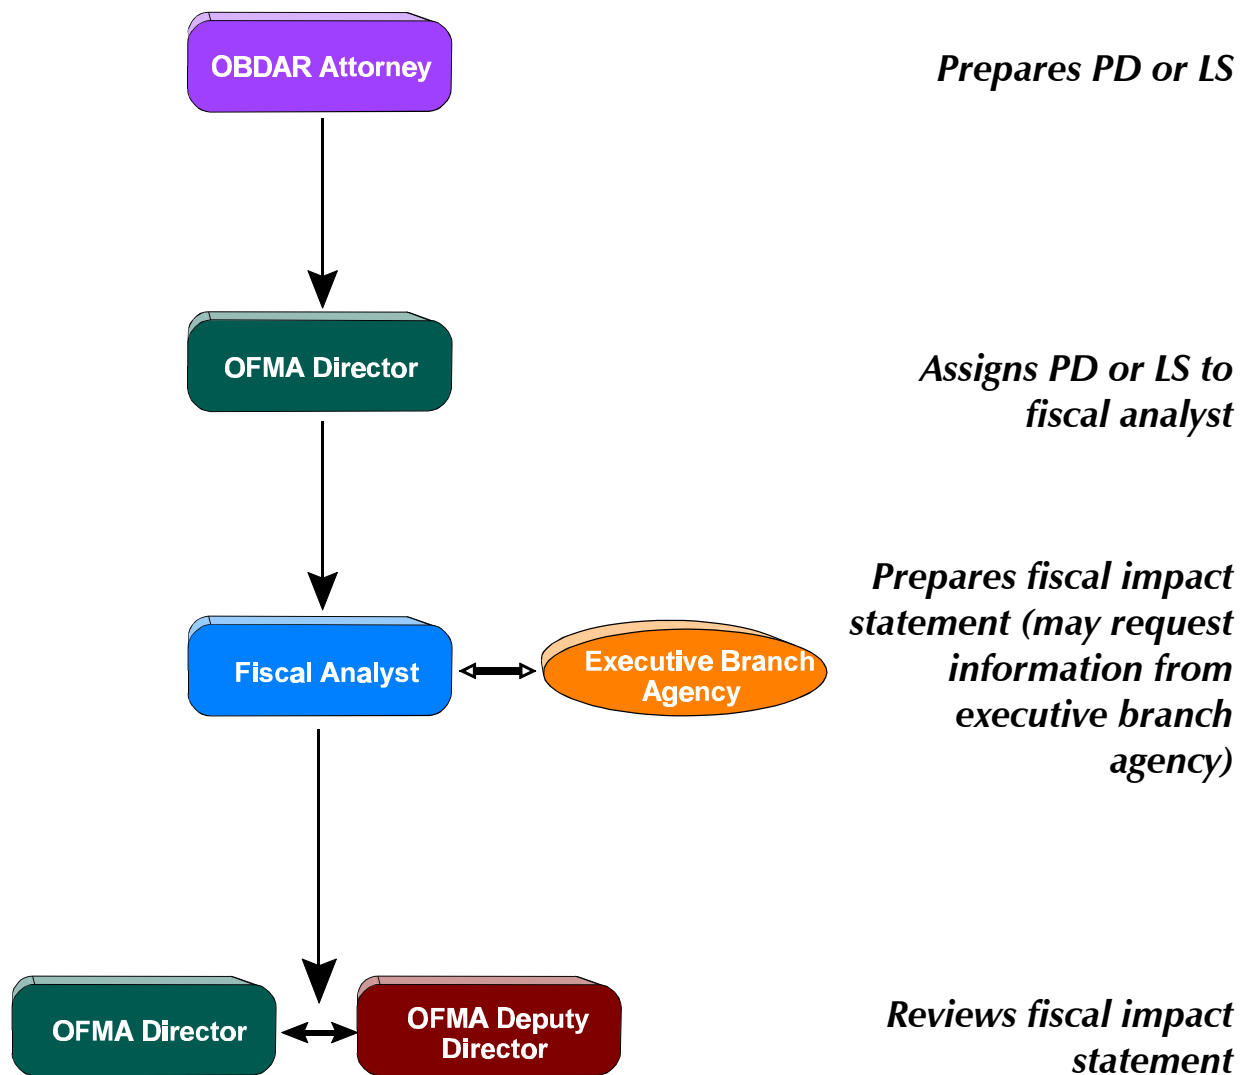 OBDAR Attorney
Prepares PD or LS
OFMA Director
Assigns PD or LS to
fiscal analyst
Fiscal Analyst
Executive Branch
Agency
Prepares fiscal impact
statement (may request
information from
executive branch
agency)
OFMA Director
OFMA Deputy
Director
Reviews fiscal impact
statement